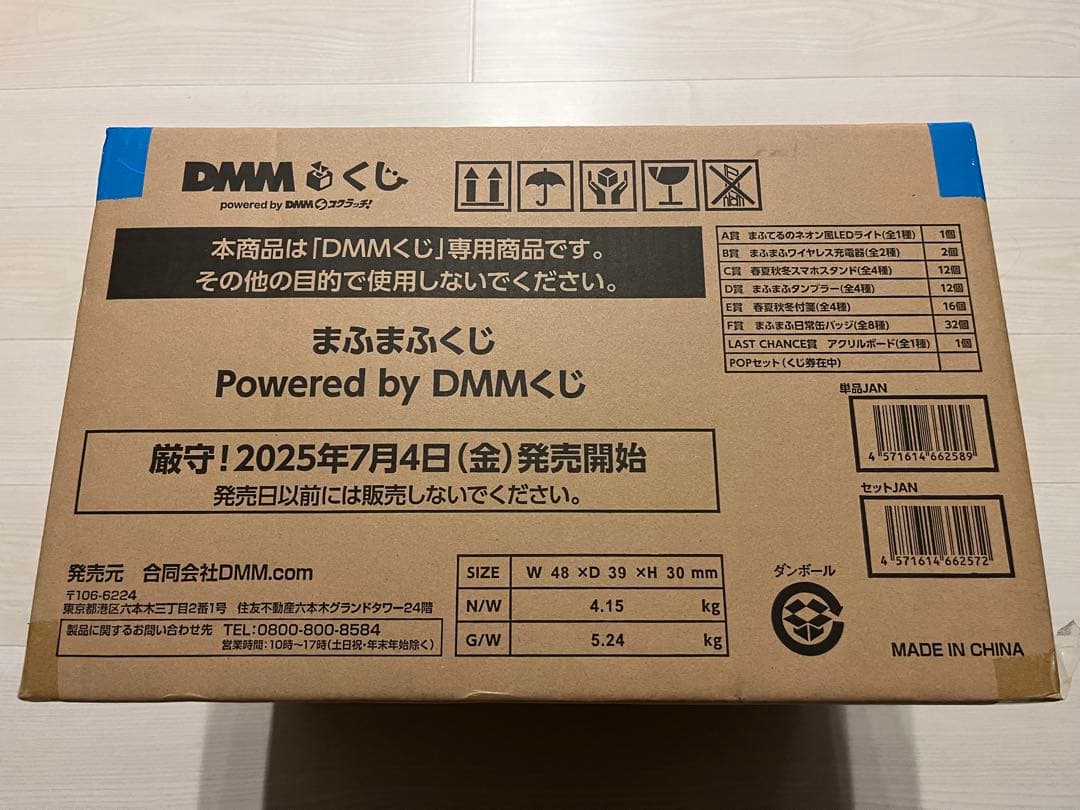 DMM くじ
powered by DMMスクラッチ!
本商品は「DMMくじ」専用商品です。
その他の目的で使用しないでください。
まふまふくじ
Powered by DMMくじ
厳守!2025年7月4日(金)発売開始
発売日以前には販売しないでください。
A賞 まふてるのネオン風LEDライト(全1種) 1個
B賞 まふまふワイヤレス充電器(全2種) 2個
C賞 春夏秋冬スマホスタンド(全4種) 12個
D賞 まふまふタンブラー(全4種) 12個
E賞 春夏秋冬付箋(全4種) 16個
F賞 まふまふ日常缶バッジ(全8種) 32個
LAST CHANCE賞 アクリルボード(全1種) 1個
POPセット(くじ券在中)
単品JAN
4 571614 662589
セットJAN
4 571614 662572
発売元 合同会社DMM.com
〒106-6224
東京都港区六本木三丁目2番1号 住友不動産六本木グランドタワー24階
製品に関するお問い合わせ先 TEL:0800-800-8584
営業時間:10時~17時(土日祝・年末年始除く)
SIZE W 48 ×D 39 ×H 30 mm
N/W 4.15 kg
G/W 5.24 kg
ダンボール
MADE IN CHINA